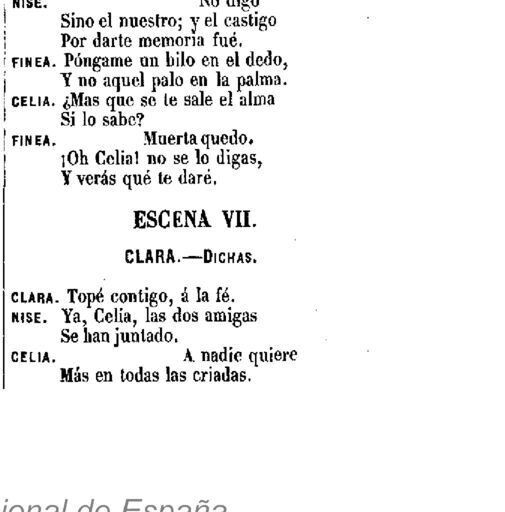 NISE. No digo
Sino el nuestro; y el castigo
Por darte memoria fué.
FINEA. Póngame un hilo en el dedo,
Y no aquel palo en la palma.
CELIA. ¿Mas que se te sale el alma
Si lo sabe?
FINEA. Muerta quedo.
¡Oh Celia! no se lo digas,
Y verás qué te daré.
ESCENA VII.
CLARA.—DICHAS.
CLARA. Topé contigo, á la fé.
NISE. Ya, Celia, las dos amigas
Se han juntado.
CELIA. A nadie quiere
Más en todas las criadas.
ional de España